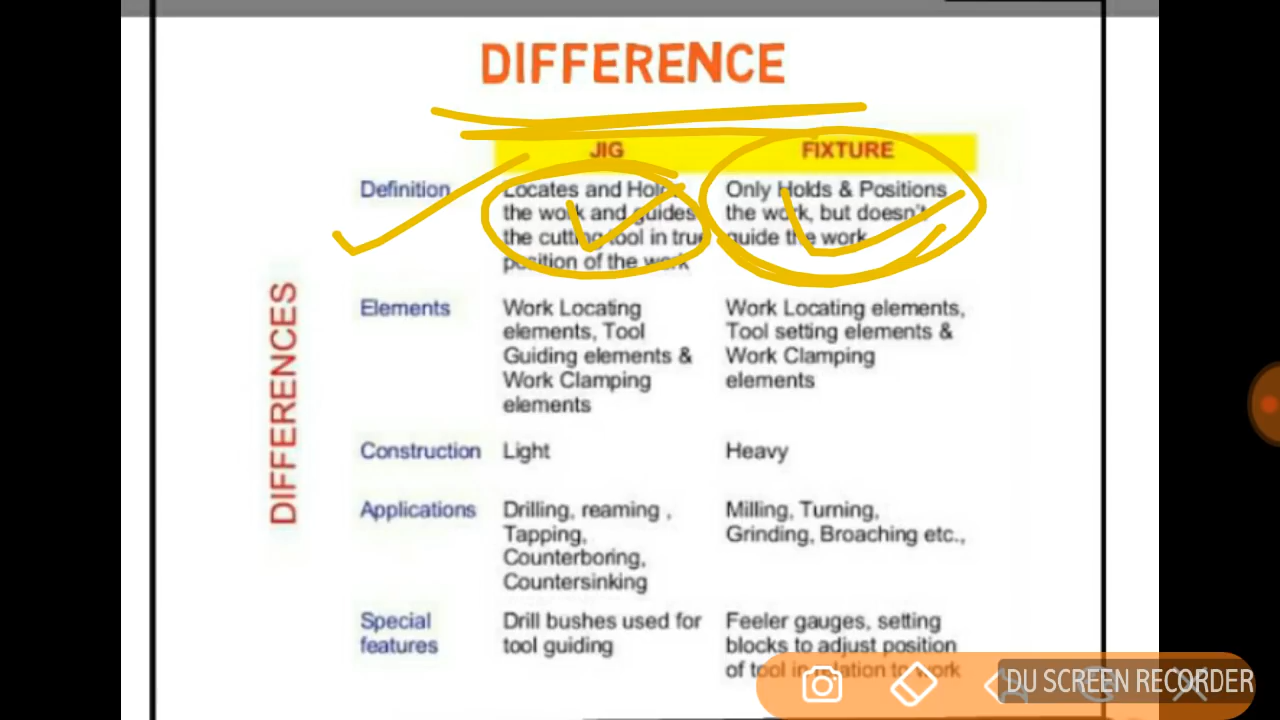 DIFFERENCE
JIG FIXTURE
Definition Locates and Holds Only Holds & Positions
the work and guides the work, but doesn't
the cutting tool in true guide the work
position of the work
DIFFERENCES
Elements Work Locating Work Locating elements,
elements, Tool Tool setting elements &
Guiding elements & Work Clamping
Work Clamping elements
elements
Construction Light Heavy
Applications Drilling, reaming , Milling, Turning,
Tapping, Grinding, Broaching etc.,
Counterboring,
Countersinking
Special Drill bushes used for Feeler gauges, setting
features tool guiding blocks to adjust position
of tool in relation to work
DU SCREEN RECORDER